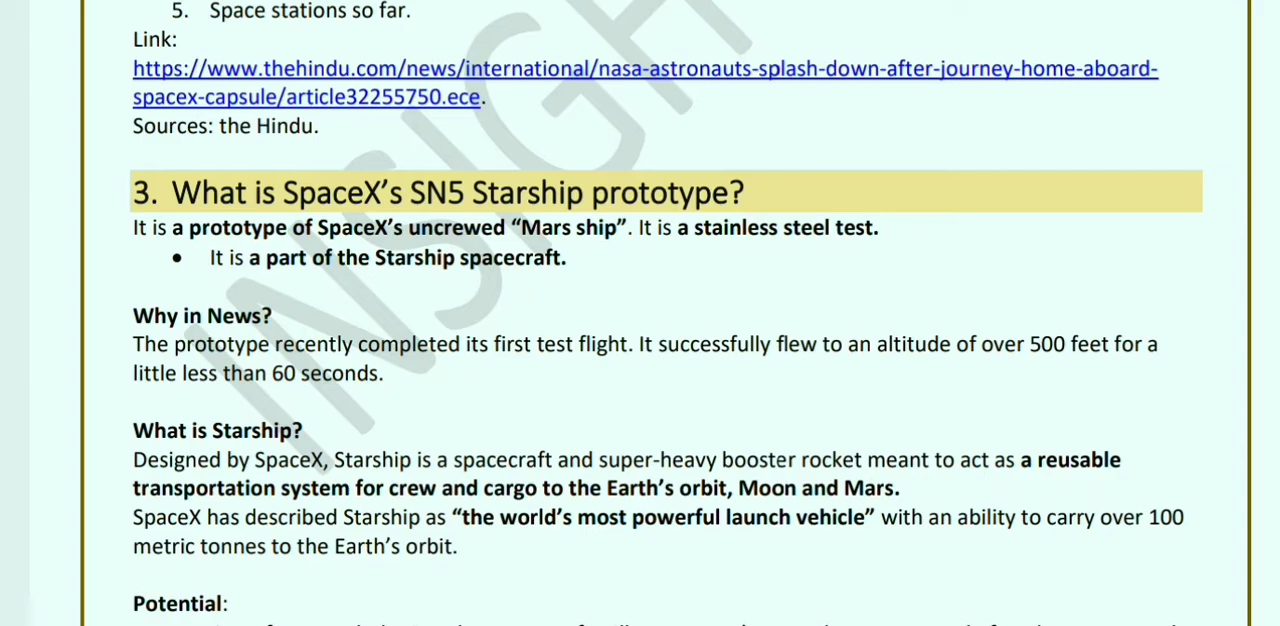 5. Space stations so far.
Link:
https://www.thehindu.com/news/international/nasa-astronauts-splash-down-after-journey-home-aboard-
spacex-capsule/article32255750.ece.
Sources: the Hindu.
3. What is SpaceX’s SN5 Starship prototype?
It is a prototype of SpaceX’s uncrewed “Mars ship”. It is a stainless steel test.
• It is a part of the Starship spacecraft.
Why in News?
The prototype recently completed its first test flight. It successfully flew to an altitude of over 500 feet for a
little less than 60 seconds.
What is Starship?
Designed by SpaceX, Starship is a spacecraft and super-heavy booster rocket meant to act as a reusable
transportation system for crew and cargo to the Earth’s orbit, Moon and Mars.
SpaceX has described Starship as “the world’s most powerful launch vehicle” with an ability to carry over 100
metric tonnes to the Earth’s orbit.
Potential:
INSIGH